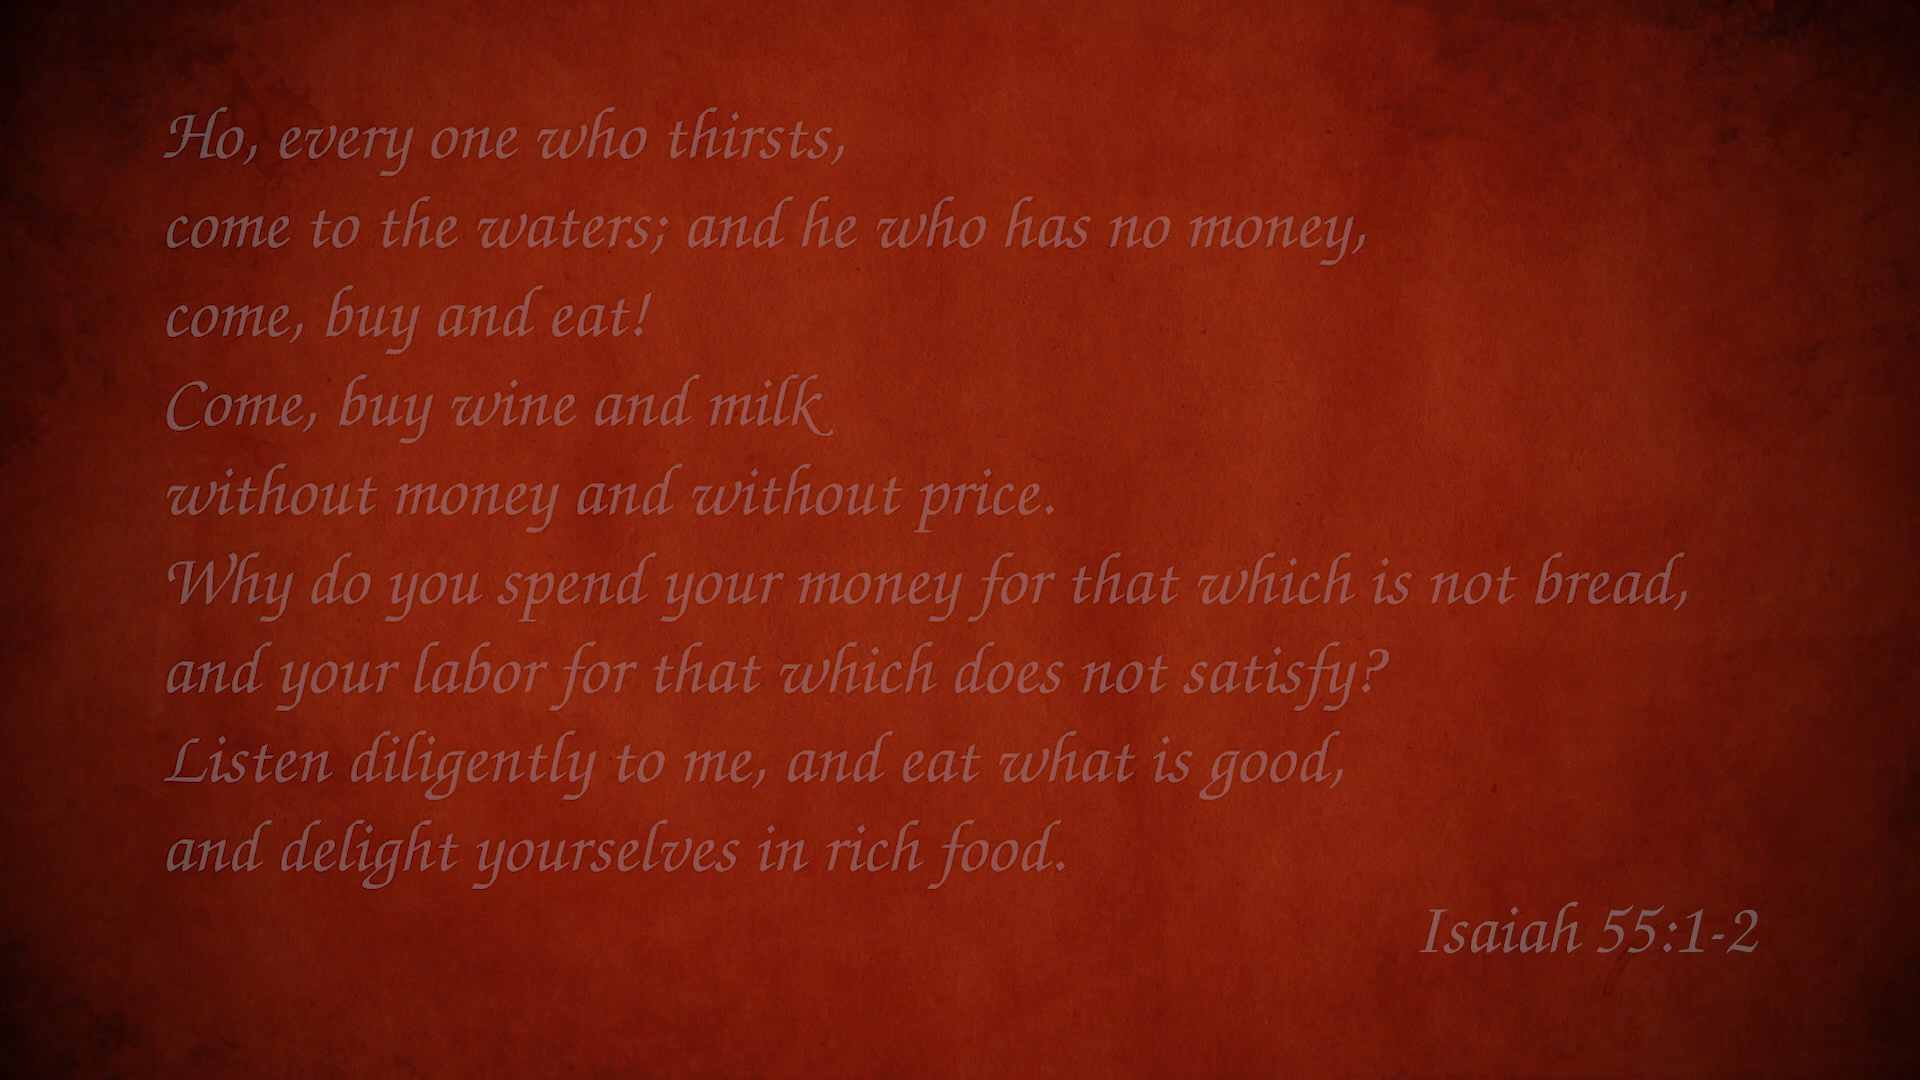 Ho, every one who thirsts,
come to the waters; and he who has no money,
come, buy and eat!
Come, buy wine and milk
without money and without price.
Why do you spend your money for that which is not bread,
and your labor for that which does not satisfy?
Listen diligently to me, and eat what is good,
and delight yourselves in rich food.
Isaiah 55:1-2